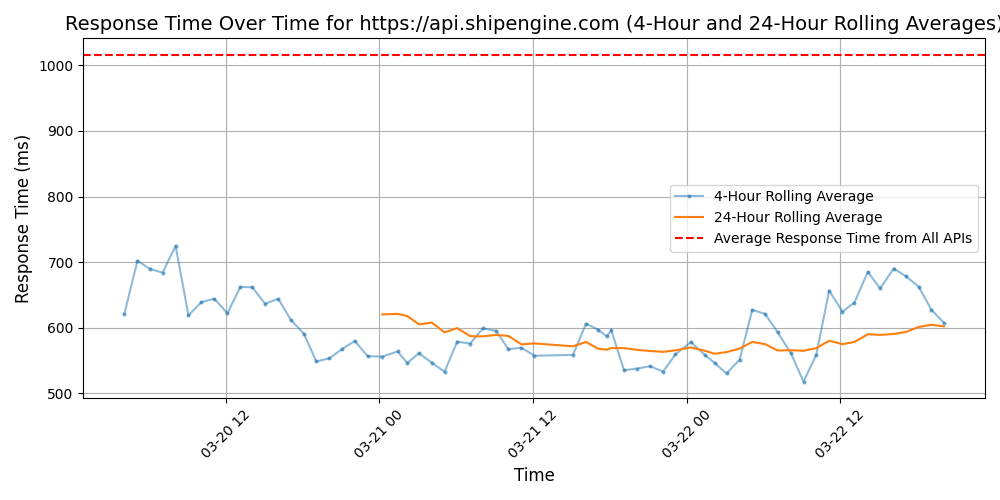 Response Time Over Time for https://api.shipengine.com (4-Hour and 24-Hour Rolling Averages)
Response Time (ms)
1000
900
800
700
600
500
4-Hour Rolling Average
24-Hour Rolling Average
Average Response Time from All APIs
03-20 12
03-21 00
03-21 12
03-22 00
03-22 12
Time